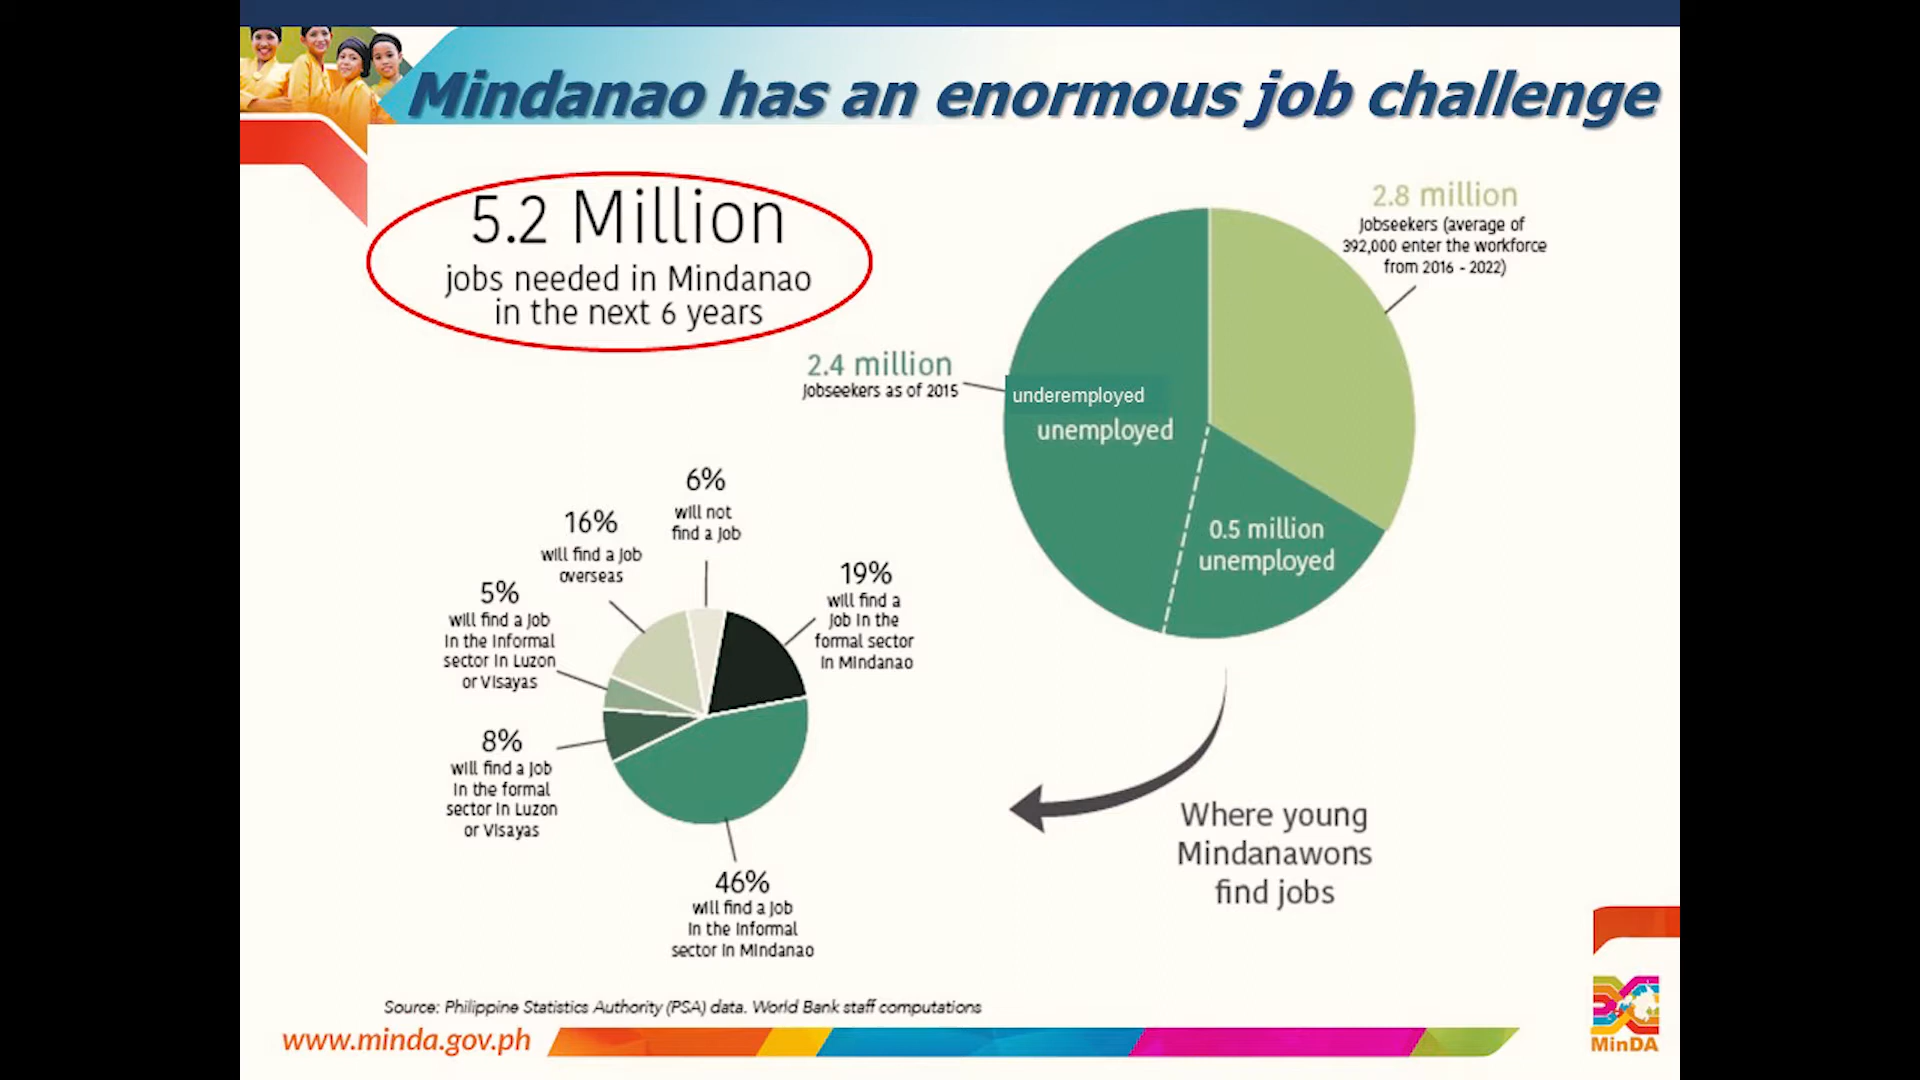 Mindanao has an enormous job challenge
5.2 Million
jobs needed in Mindanao
in the next 6 years
2.8 million
Jobseekers (average of
392,000 enter the workforce
from 2016 - 2022)
2.4 million
Jobseekers as of 2015
underemployed
unemployed
0.5 million
unemployed
6%
will not
find a job
16%
will find a job
overseas
5%
will find a job
in the informal
sector in Luzon
or Visayas
19%
will find a
job in the
formal sector
in Mindanao
8%
will find a job
in the formal
sector in Luzon
or Visayas
46%
will find a job
in the informal
sector in Mindanao
Where young
Mindanawons
find jobs
Source: Philippine Statistics Authority (PSA) data. World Bank staff computations
www.minda.gov.ph
MinDA